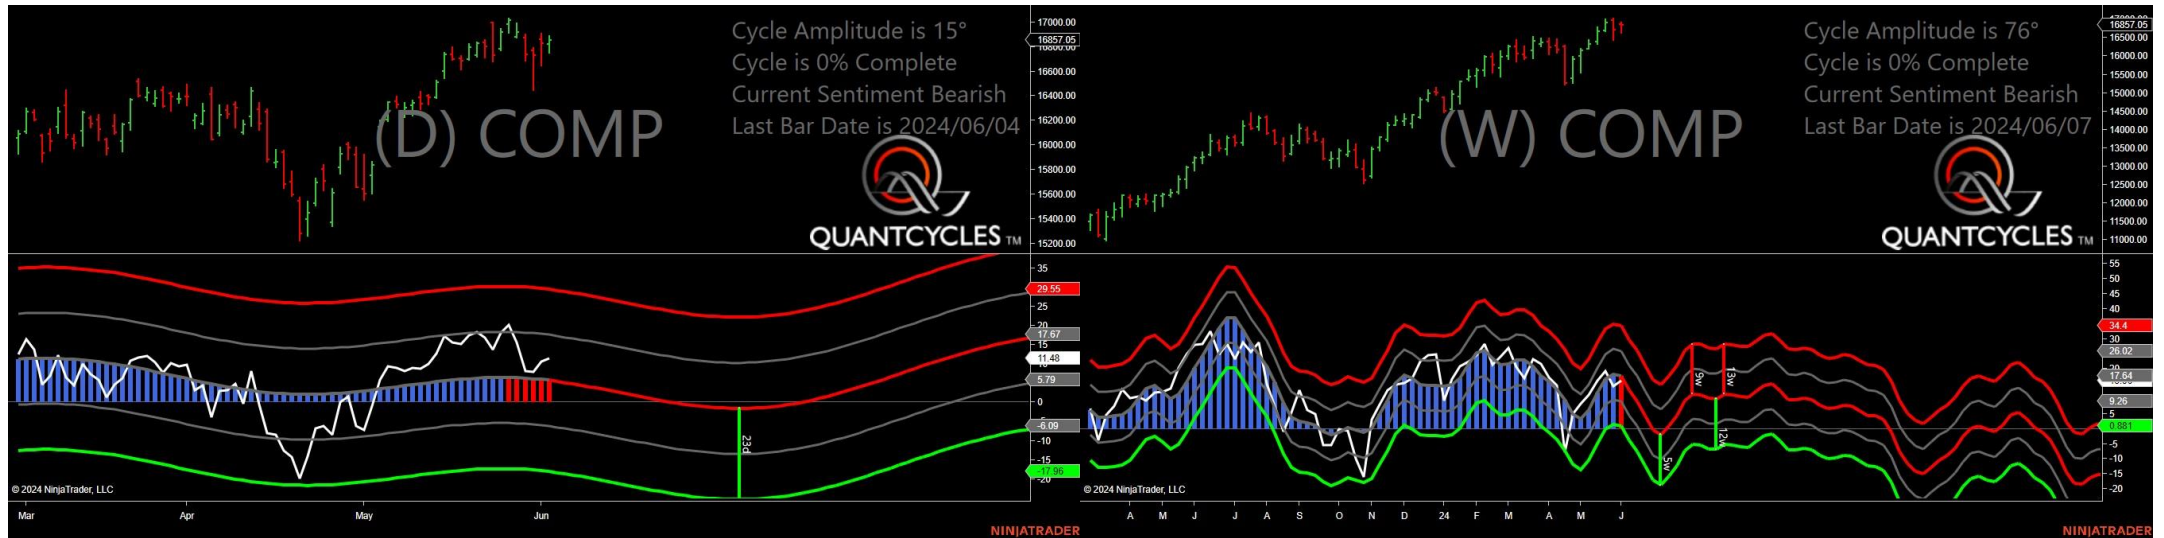 Cycle Amplitude is 15°
Cycle is 0% Complete
Current Sentiment Bearish
Last Bar Date is 2024/06/04
(D) COMP
QUANTCYCLES TM
17000.00
16857.05
16800.00
16600.00
16400.00
16200.00
16000.00
15800.00
15600.00
15400.00
15200.00
35
29.55
25
20
17.67
15
11.48
5.79
0
-6.09
-10
-15
-17.96
-20
23d
© 2024 NinjaTrader, LLC
Mar Apr May Jun
NINJATRADER
Cycle Amplitude is 76°
Cycle is 0% Complete
Current Sentiment Bearish
Last Bar Date is 2024/06/07
(W) COMP
QUANTCYCLES TM
17000.00
16857.05
16500.00
16000.00
15500.00
15000.00
14500.00
14000.00
13500.00
13000.00
12500.00
12000.00
11500.00
11000.00
55
50
45
40
34.4
30
26.02
20
17.64
9.26
5
0.881
-5
-10
-15
-20
9w
13w
12w
5w
© 2024 NinjaTrader, LLC
A M J J A S O N D 24 F M A M J
NINJATRADER